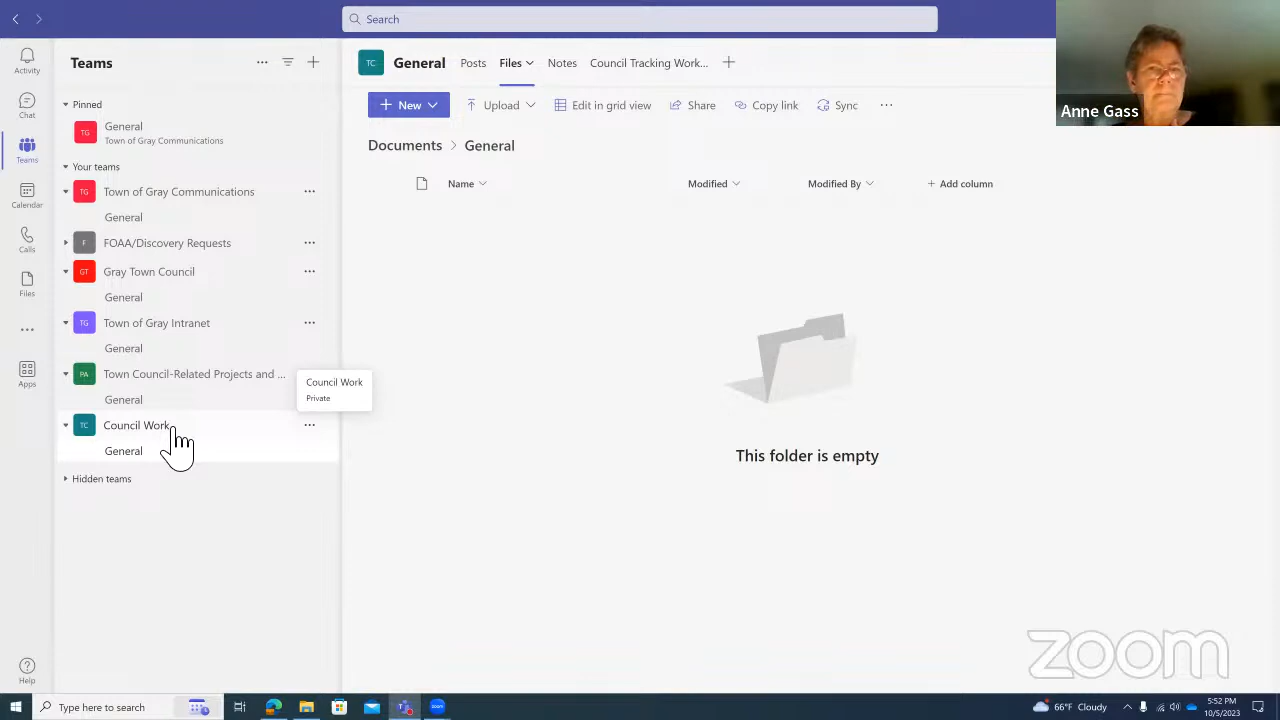 Search
Activity
Chat
Teams
Calendar
Calls
Files
Apps
Help
Teams
Pinned
TG
General
Town of Gray Communications
Your teams
TG
Town of Gray Communications
General
F
FOAA/Discovery Requests
GT
Gray Town Council
General
TG
Town of Gray Intranet
General
PA
Town Council-Related Projects and ...
General
TC
Council Work
General
Hidden teams
Council Work
Private
TC
General
Posts
Files
Notes
Council Tracking Work...
New
Upload
Edit in grid view
Share
Copy link
Sync
Documents > General
Name
Modified
Modified By
+ Add column
This folder is empty
Anne Gass
zoom
Type here to search
zoom
66°F Cloudy
5:52 PM
10/5/2023